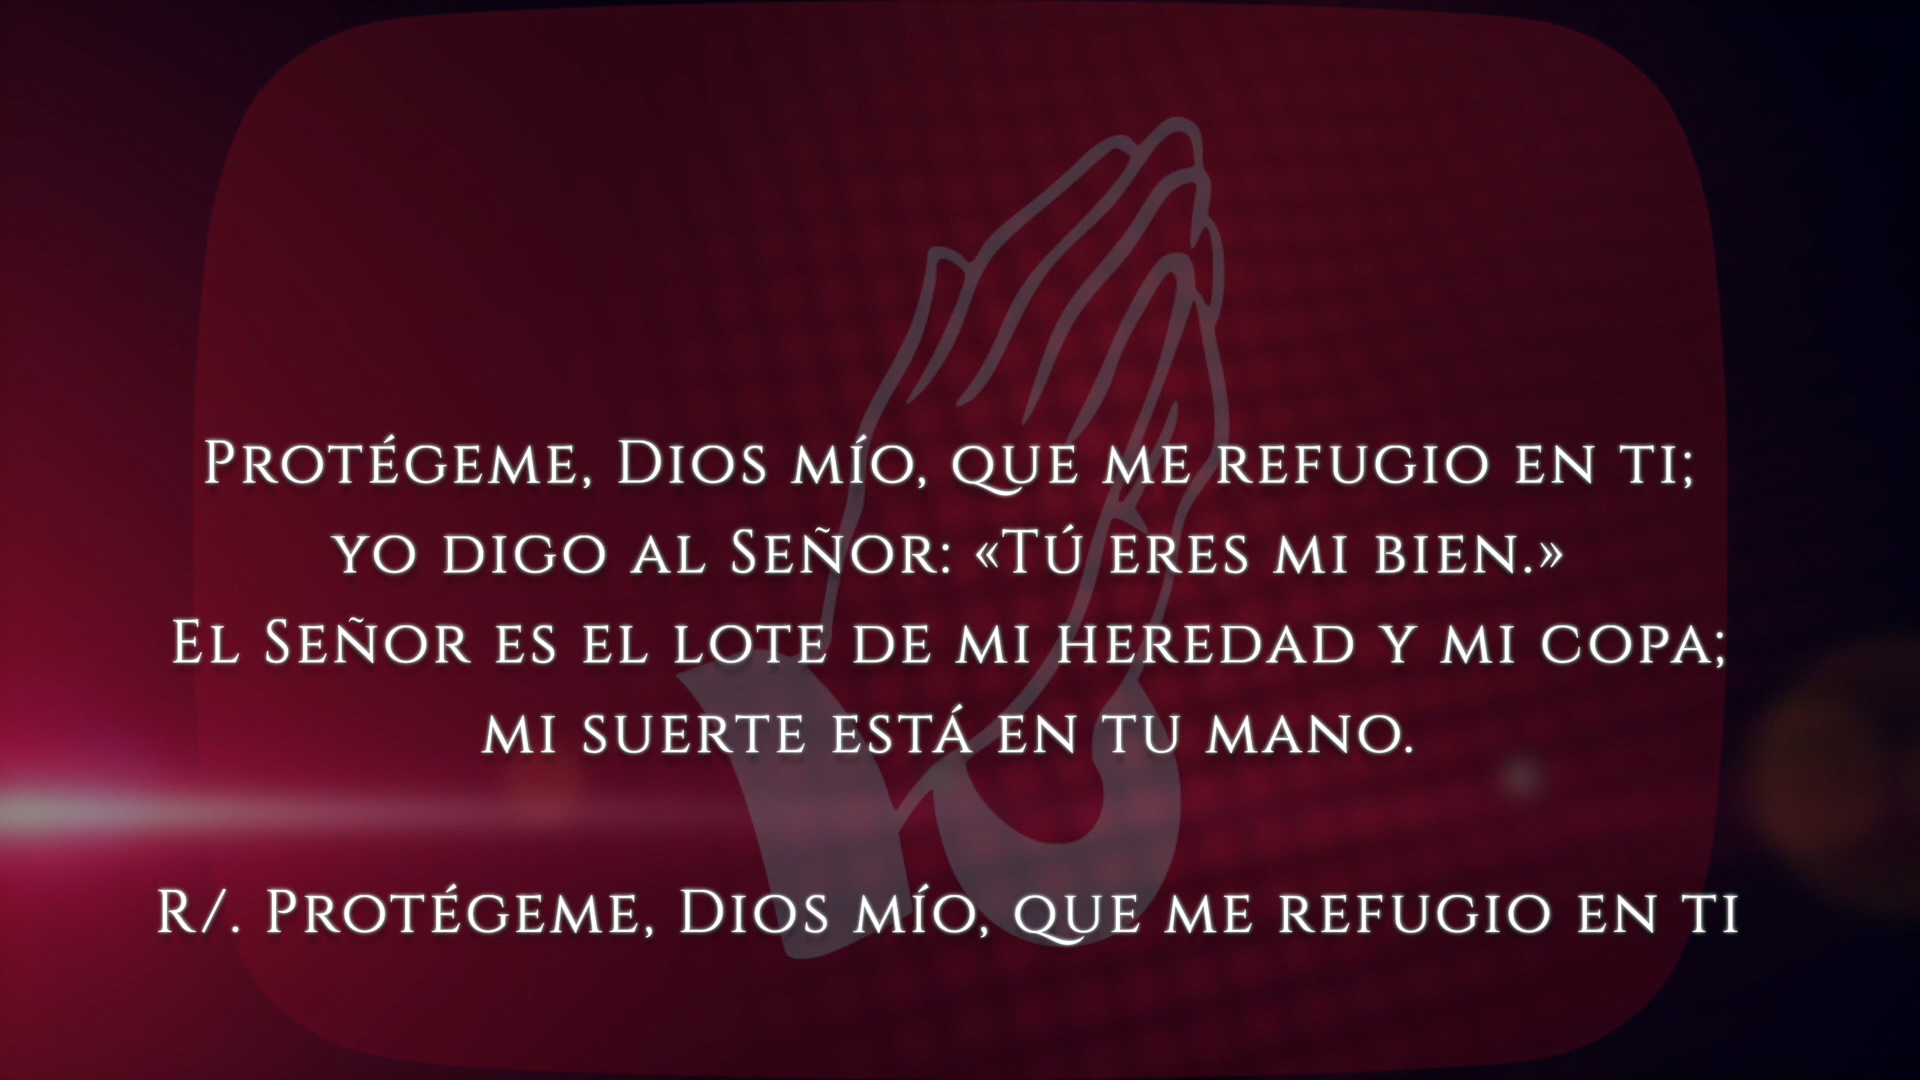 Protégeme, Dios mío, que me refugio en ti;
yo digo al Señor: «Tú eres mi bien.»
El Señor es el lote de mi heredad y mi copa;
mi suerte está en tu mano.
R/. Protégeme, Dios mío, que me refugio en ti